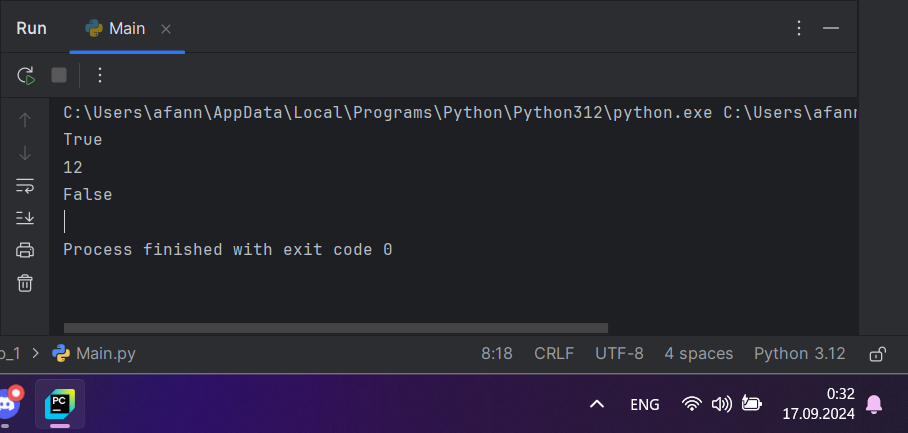 Run Main
C:\Users\afann\AppData\Local\Programs\Python\Python312\python.exe C:\Users\afann
True
12
False
Process finished with exit code 0
_1 > Main.py 8:18 CRLF UTF-8 4 spaces Python 3.12
PC
ENG
0:32
17.09.2024